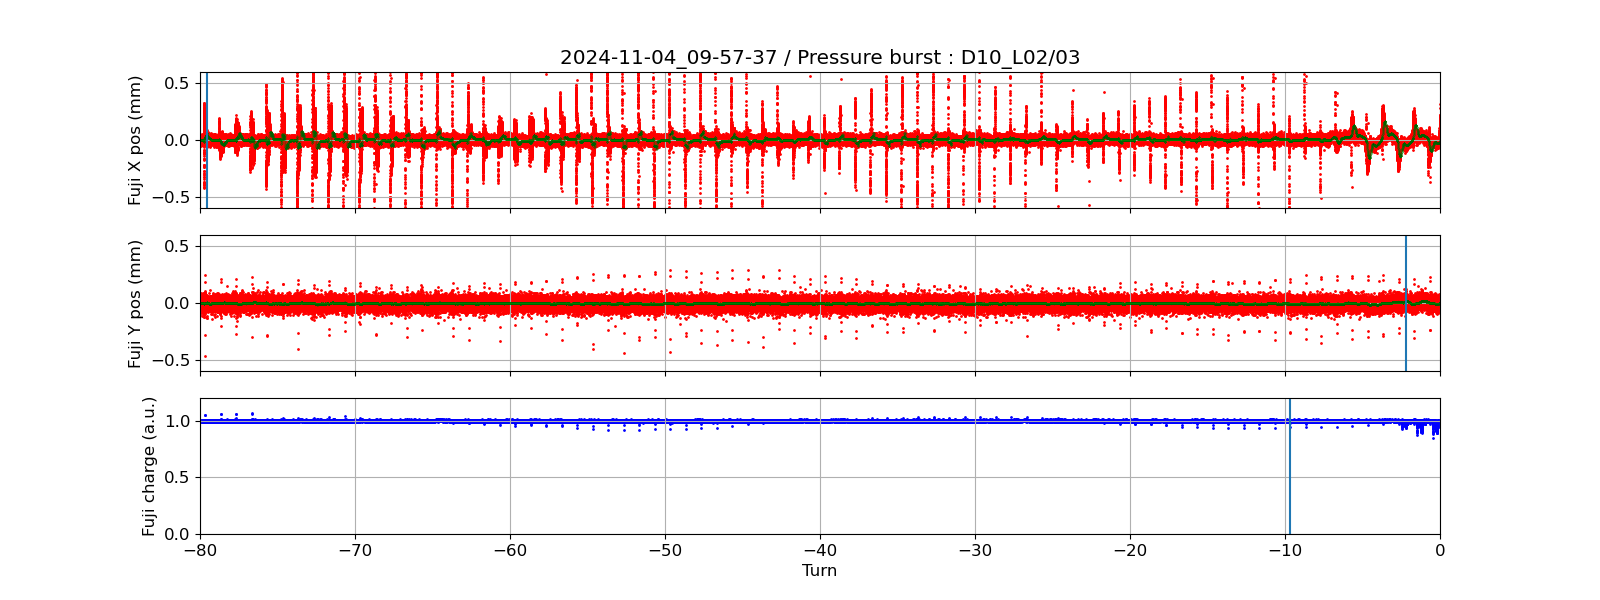 2024-11-04_09-57-37 / Pressure burst : D10_L02/03
Fuji X pos (mm)
0.5
0.0
−0.5
Fuji Y pos (mm)
0.5
0.0
−0.5
Fuji charge (a.u.)
1.0
0.5
0.0
−80 −70 −60 −50 −40 −30 −20 −10 0
Turn